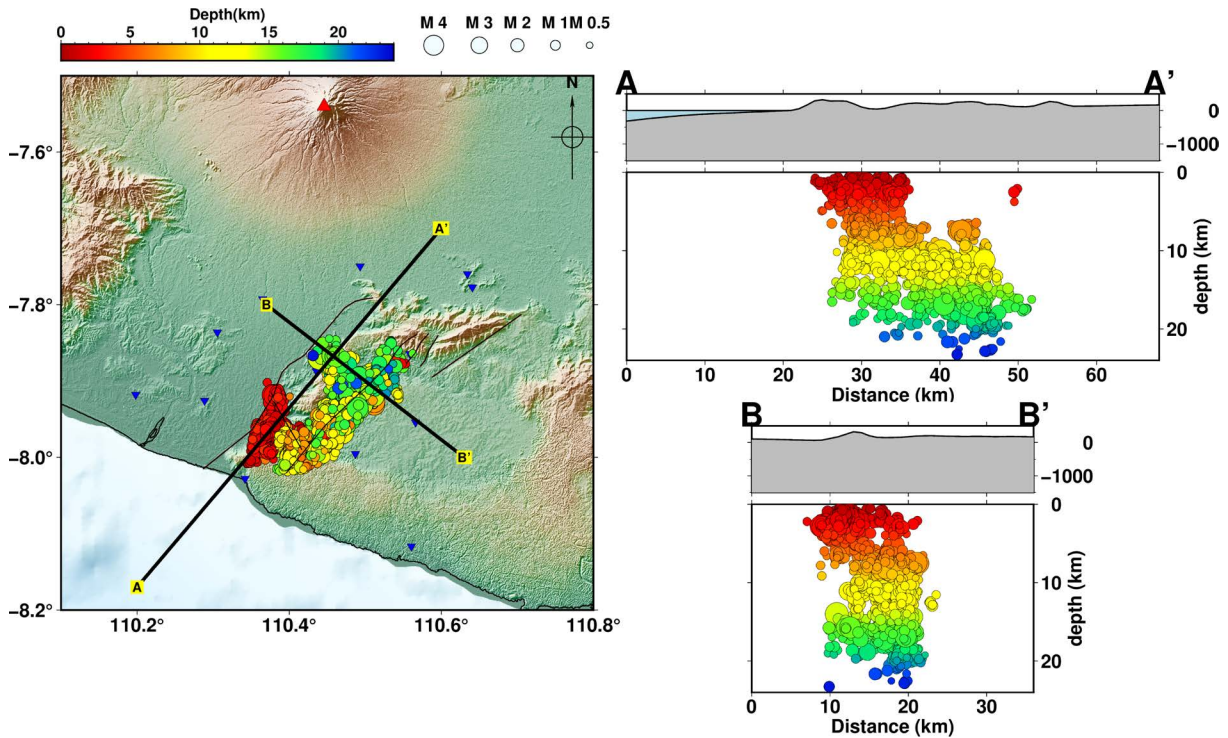 Depth(km)
0 5 10 15 20
M 4 M 3 M 2 M 1 M 0.5
N
−7.6°
−7.8°
−8.0°
−8.2°
110.2° 110.4° 110.6° 110.8°
A'
B
B'
A
A A'
0
−1000
0
10
20
depth (km)
0 10 20 30 40 50 60
Distance (km)
B B'
0
−1000
0
10
20
depth (km)
0 10 20 30
Distance (km)